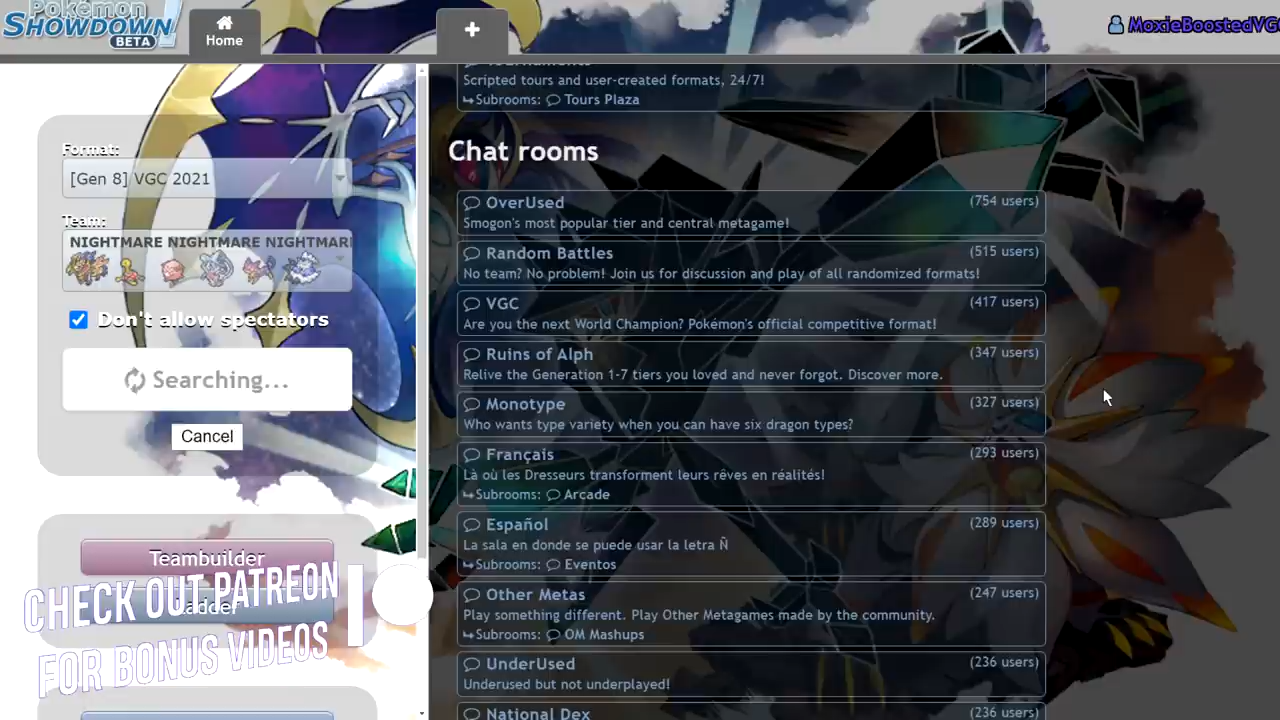 Pokémon
SHOWDOWN!
BETA
Home
MoxieBoostedVG
Format:
[Gen 8] VGC 2021
Team:
NIGHTMARE NIGHTMARE NIGHTMAR
Don't allow spectators
Searching...
Cancel
Teambuilder
Ladder
CHECK OUT PATREON
FOR BONUS VIDEOS
Tournaments
Scripted tours and user-created formats, 24/7!
↳Subrooms: Tours Plaza
Chat rooms
OverUsed (754 users)
Smogon's most popular tier and central metagame!
Random Battles (515 users)
No team? No problem! Join us for discussion and play of all randomized formats!
VGC (417 users)
Are you the next World Champion? Pokémon's official competitive format!
Ruins of Alph (347 users)
Relive the Generation 1-7 tiers you loved and never forgot. Discover more.
Monotype (327 users)
Who wants type variety when you can have six dragon types?
Français (293 users)
Là où les Dresseurs transforment leurs rêves en réalités!
↳Subrooms: Arcade
Español (289 users)
La sala en donde se puede usar la letra Ñ
↳Subrooms: Eventos
Other Metas (247 users)
Play something different. Play Other Metagames made by the community.
↳Subrooms: OM Mashups
UnderUsed (236 users)
Underused but not underplayed!
National Dex (236 users)